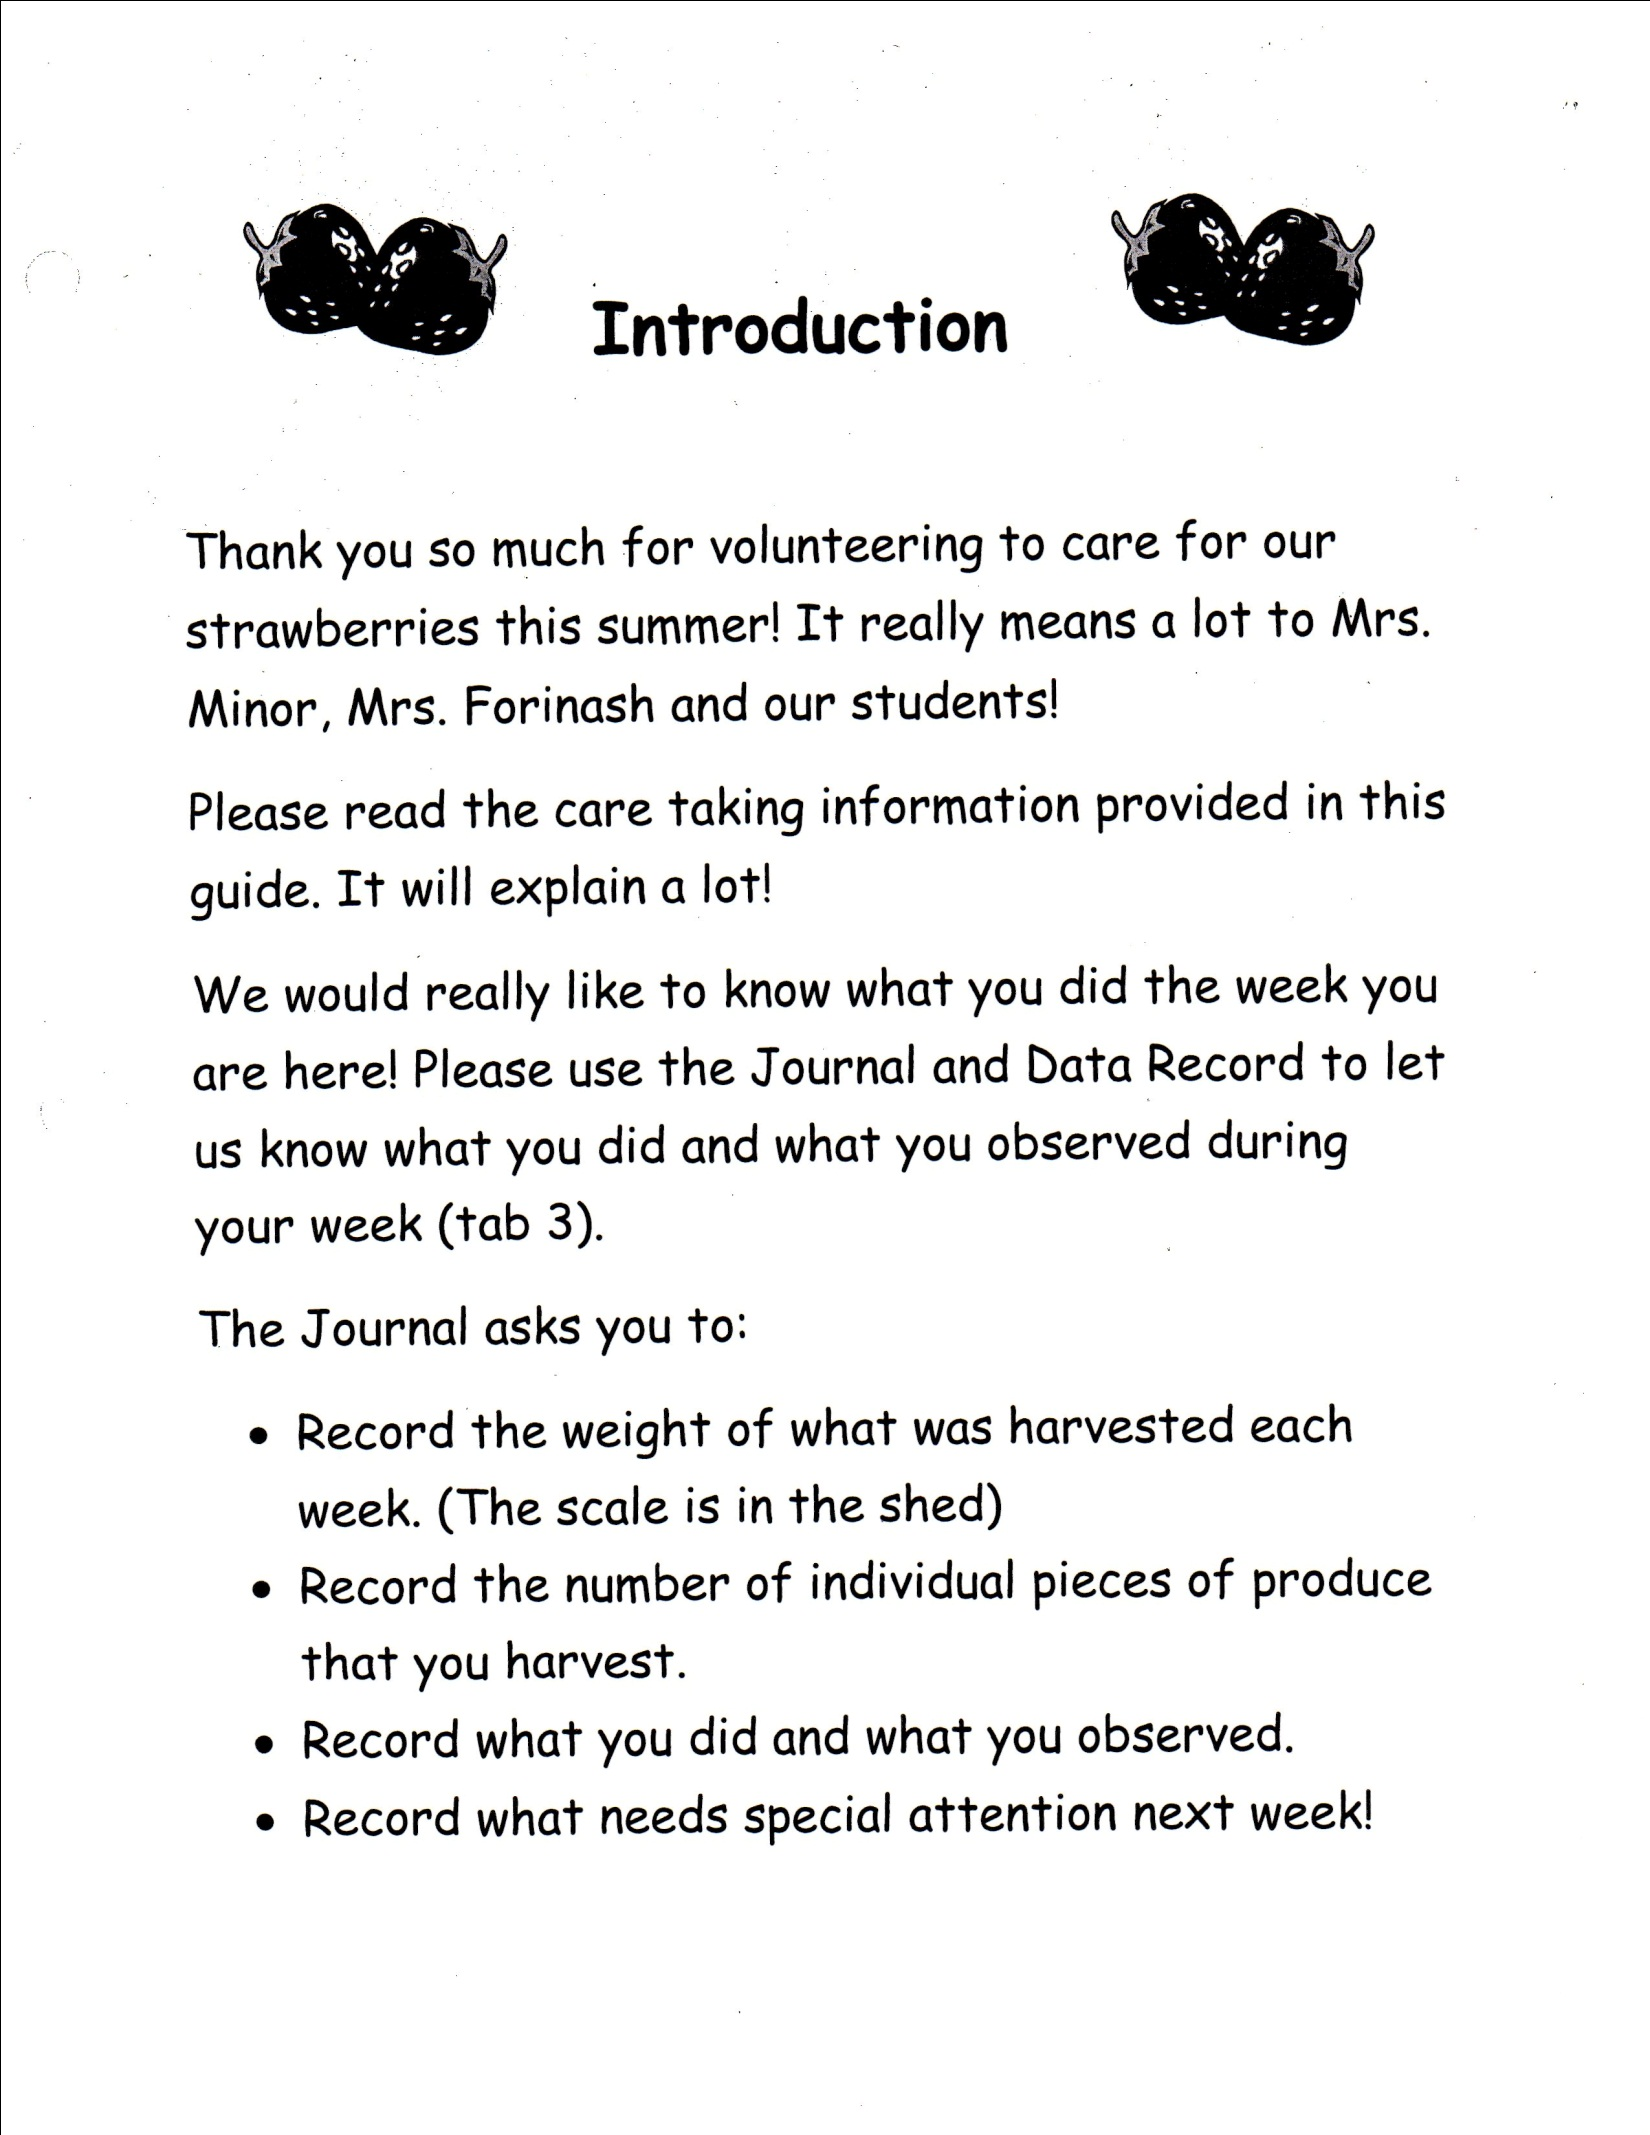 Introduction
Thank you so much for volunteering to care for our
strawberries this summer! It really means a lot to Mrs.
Minor, Mrs. Forinash and our students!
Please read the care taking information provided in this
guide. It will explain a lot!
We would really like to know what you did the week you
are here! Please use the Journal and Data Record to let
us know what you did and what you observed during
your week (tab 3).
The Journal asks you to:
• Record the weight of what was harvested each
week. (The scale is in the shed)
• Record the number of individual pieces of produce
that you harvest.
• Record what you did and what you observed.
• Record what needs special attention next week!